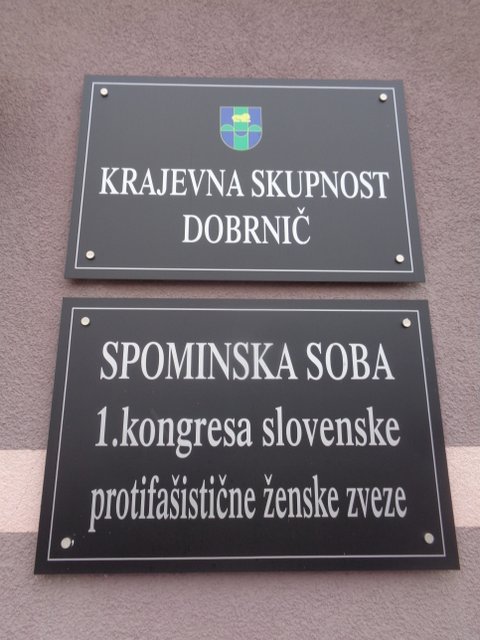 KRAJEVNA SKUPNOST
DOBRNIČ
SPOMINSKA SOBA
1.kongresa slovenske
protifašistične ženske zveze